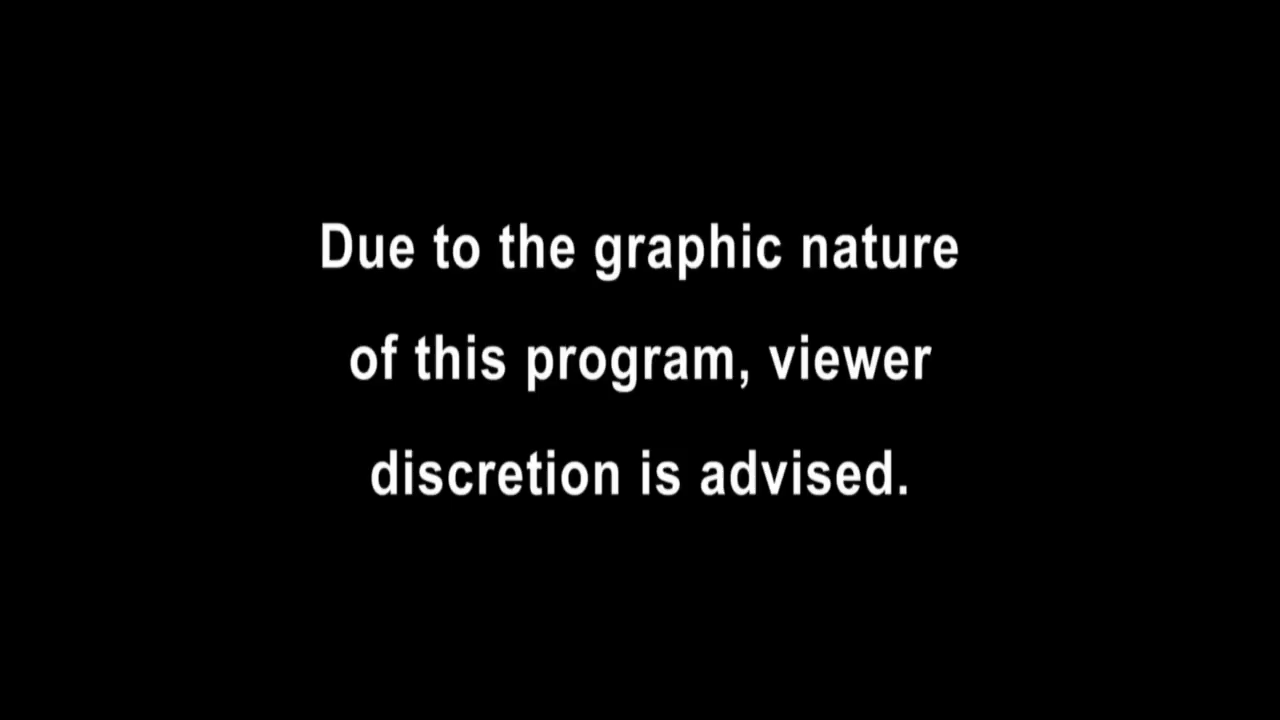 Due to the graphic nature
of this program, viewer
discretion is advised.